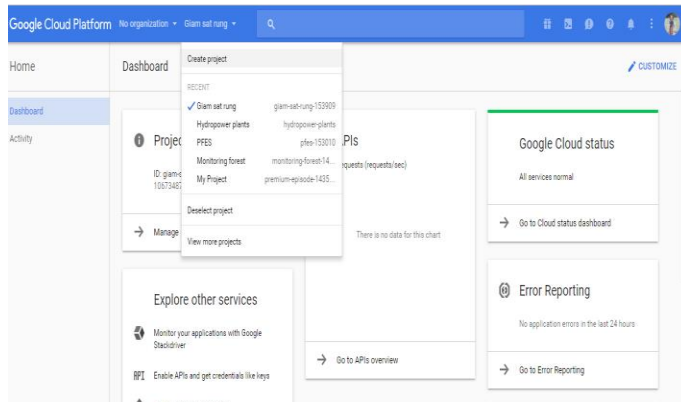 Google Cloud Platform No organization Giam sat rung
Home
Dashboard
CUSTOMIZE
Dashboard
Activity
Create project
RECENT
Giam sat rung giam-sat-rung-153909
Hydropower plants hydropower-plants
PFES pfes-153010
Monitoring forest monitoring-forest-14...
My Project premium-episode-1435...
Deselect project
View more projects
Projec
ID: giam-s
10673487
Manage
PIs
equests (requests/sec)
There is no data for this chart
Go to APIs overview
Google Cloud status
All services normal
Go to Cloud status dashboard
Explore other services
Monitor your applications with Google
Stackdriver
API Enable APIs and get credentials like keys
Error Reporting
No application errors in the last 24 hours
Go to Error Reporting